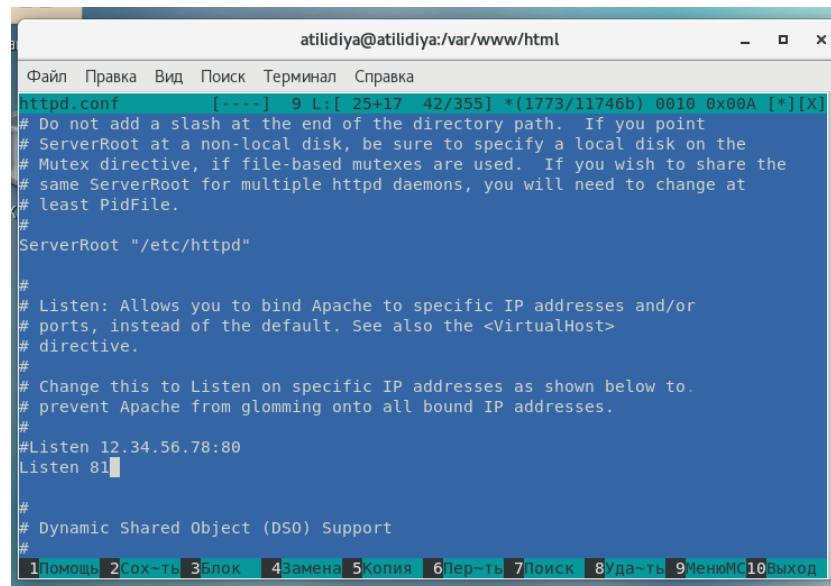 atilidiya@atilidiya:/var/www/html
Файл Правка Вид Поиск Терминал Справка
httpd.conf [----] 9 L:[ 25+17 42/355] *(1773/11746b) 0010 0x00A [*][X]
# Do not add a slash at the end of the directory path. If you point
# ServerRoot at a non-local disk, be sure to specify a local disk on the
# Mutex directive, if file-based mutexes are used. If you wish to share the
# same ServerRoot for multiple httpd daemons, you will need to change at
# least PidFile.
#
ServerRoot "/etc/httpd"
#
# Listen: Allows you to bind Apache to specific IP addresses and/or
# ports, instead of the default. See also the <VirtualHost>
# directive.
#
# Change this to Listen on specific IP addresses as shown below to.
# prevent Apache from glomming onto all bound IP addresses.
#
#Listen 12.34.56.78:80
Listen 81
#
# Dynamic Shared Object (DSO) Support
#
1Помощь 2Сох~ть 3Блок 4Замена 5Копия 6Пер~ть 7Поиск 8Уда~ть 9МенюMC 10Выход